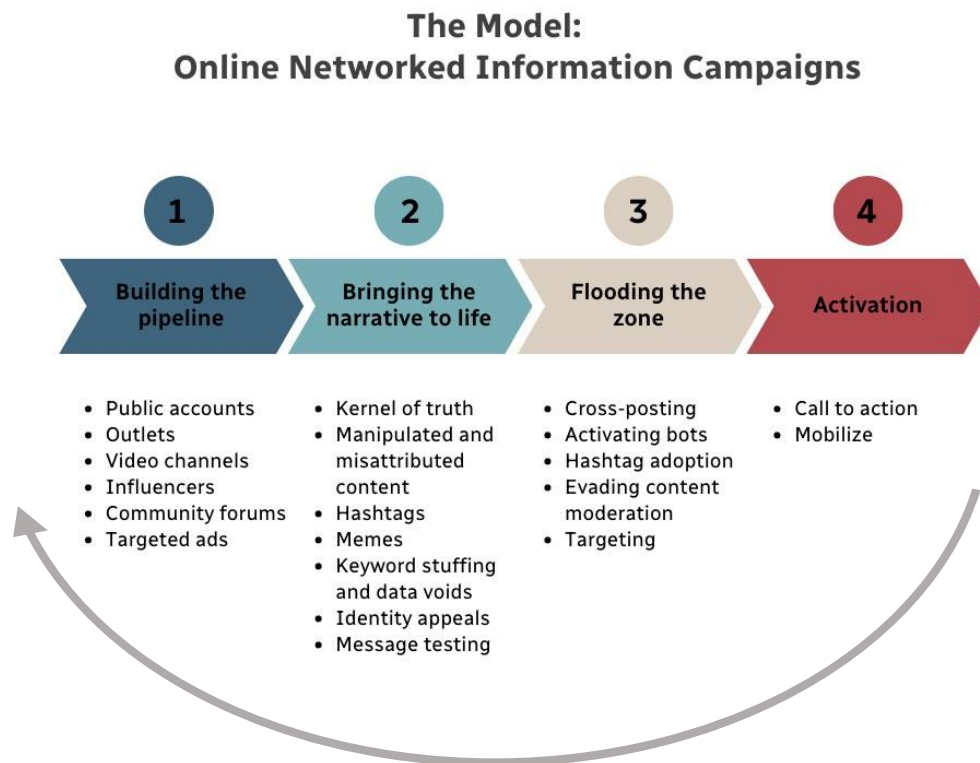 The Model:
Online Networked Information Campaigns
1
2
3
4
Building the
pipeline
Bringing the
narrative to life
Flooding the
zone
Activation
• Public accounts
• Outlets
• Video channels
• Influencers
• Community forums
• Targeted ads
• Kernel of truth
• Manipulated and
misattributed
content
• Hashtags
• Memes
• Keyword stuffing
and data voids
• Identity appeals
• Message testing
• Cross-posting
• Activating bots
• Hashtag adoption
• Evading content
moderation
• Targeting
• Call to action
• Mobilize